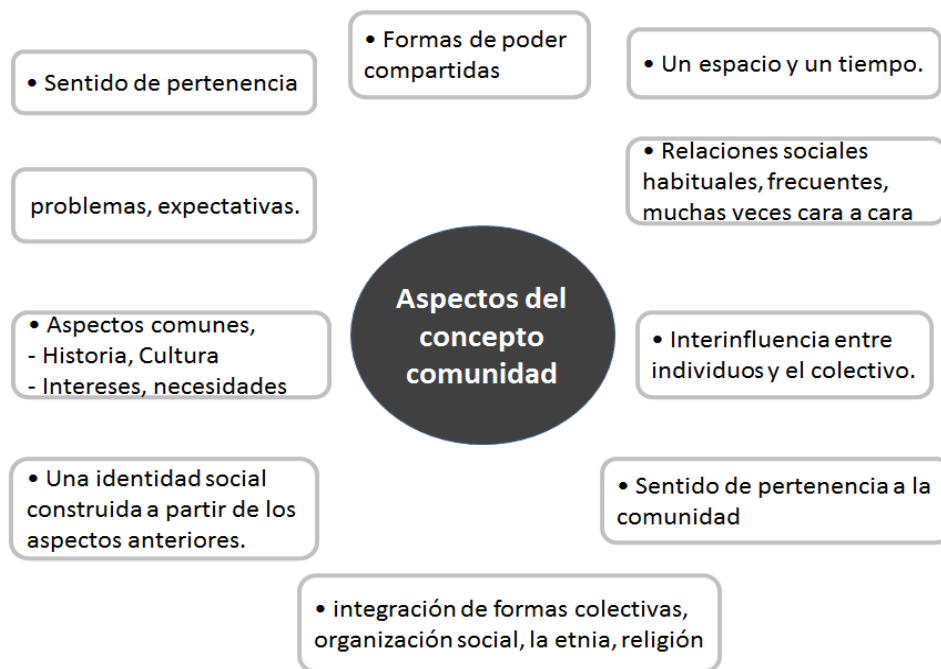 • Formas de poder
compartidas
• Sentido de pertenencia
• Un espacio y un tiempo.
• Relaciones sociales
habituales, frecuentes,
muchas veces cara a cara
problemas, expectativas.
Aspectos del
concepto
comunidad
• Aspectos comunes,
- Historia, Cultura
- Intereses, necesidades
• Interinfluencia entre
individuos y el colectivo.
• Una identidad social
construida a partir de los
aspectos anteriores.
• Sentido de pertenencia a la
comunidad
• integración de formas colectivas,
organización social, la etnia, religión